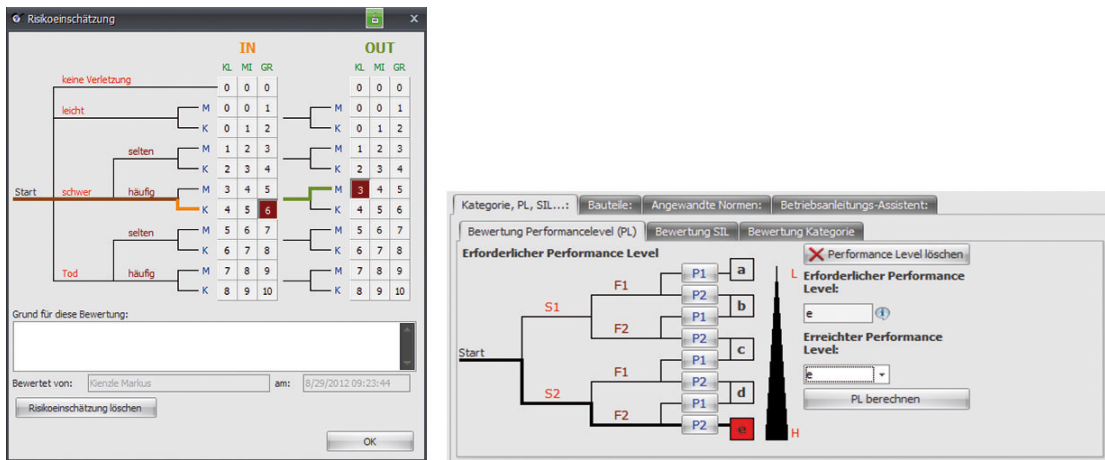 Risikoeinschätzung X
IN OUT
KL MI GR KL MI GR
keine Verletzung 0 0 0 0 0 0
leicht M 0 0 1 M 0 0 1
K 0 1 2 K 0 1 2
selten M 1 2 3 M 1 2 3
K 2 3 4 K 2 3 4
Start schwer häufig M 3 4 5 M 3 4 5
K 4 5 6 K 4 5 6
selten M 5 6 7 M 5 6 7
K 6 7 8 K 6 7 8
Tod häufig M 7 8 9 M 7 8 9
K 8 9 10 K 8 9 10
Grund für diese Bewertung:
Bewertet von: Kienzle Markus am: 8/29/2012 09:23:44
Risikoeinschätzung löschen
OK
Kategorie, PL, SIL...: Bauteile: Angewandte Normen: Betriebsanleitungs-Assistent:
Bewertung Performancelevel (PL) Bewertung SIL Bewertung Kategorie
Erforderlicher Performance Level
Start
S1
S2
F1
F2
F1
F2
P1
P2
P1
P2
P1
P2
P1
P2
a
b
c
d
e
L
H
Performance Level löschen
Erforderlicher Performance
Level:
e
Erreichter Performance
Level:
e
PL berechnen